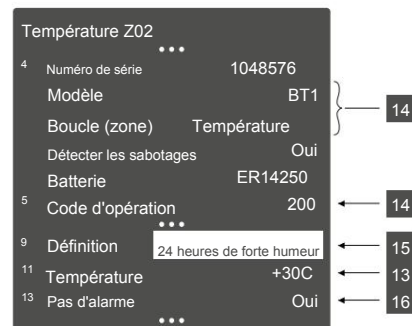 Température Z02
•••
4 Numéro de série 1048576
Modèle BT1
14
Boucle (zone) Température
Détecter les sabotages Oui
Batterie ER14250
5 Code d'opération 200 14
•••
9 Définition 24 heures de forte humeur 15
11 Température +30C 13
13 Pas d'alarme Oui 16
•••